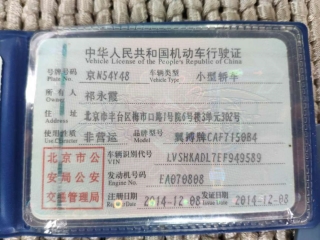 中华人民共和国机动车行驶证
Vehicle License of the People's Republic of China
号牌号码 京N54Y48 车辆类型 小型轿车
Plate No. Vehicle Type
所有人 祁永霞
Owner
住址 北京市丰台区梅市口路1号院6号楼3单元302号
Address
使用性质 非营运 品牌型号 翼搏牌CAF7150B4
Use Character Model
北京市公 车辆识别代号 LVSHKADL7EF949589
VIN
安局公安 发动机号码 EA070808
Engine No.
交通管理局 注册日期 2014-12-08 发证日期 2014-12-08
Register Date Issue Date